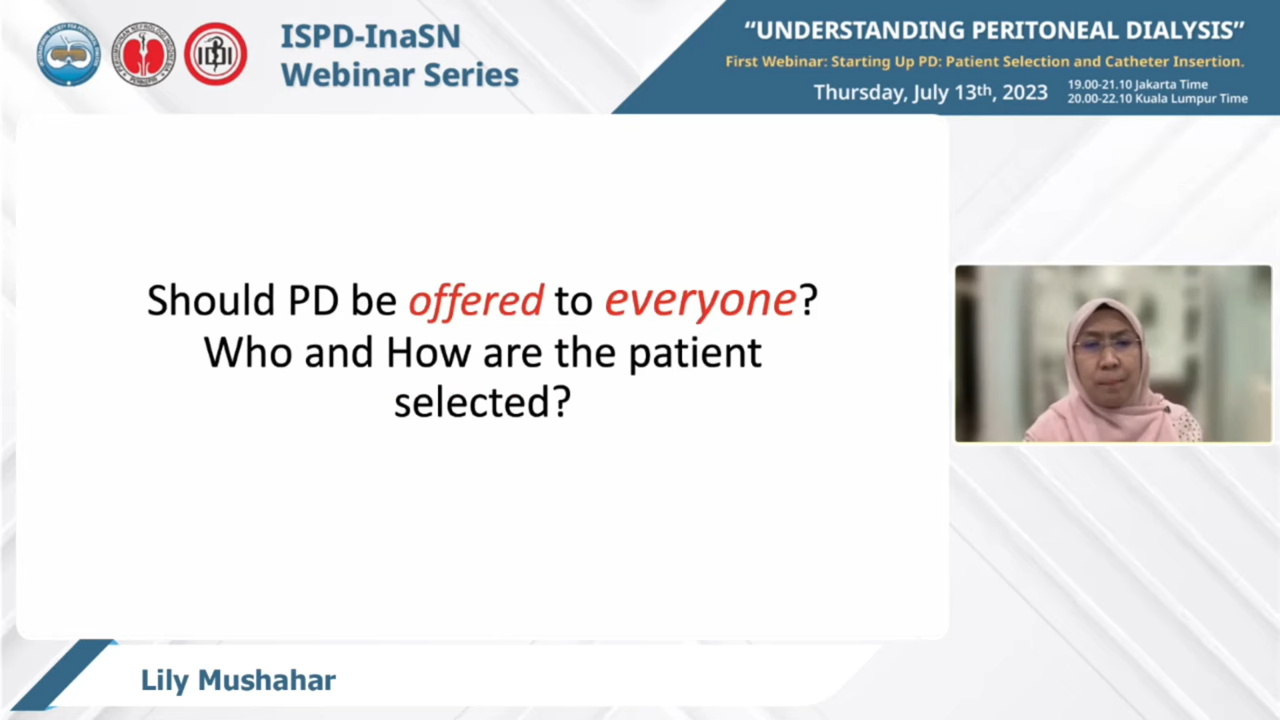 ISPD-InaSN
Webinar Series
“UNDERSTANDING PERITONEAL DIALYSIS”
First Webinar: Starting Up PD: Patient Selection and Catheter Insertion.
Thursday, July 13th, 2023
19.00-21.10 Jakarta Time
20.00-22.10 Kuala Lumpur Time
Should PD be offered to everyone?
Who and How are the patient
selected?
Lily Mushahar